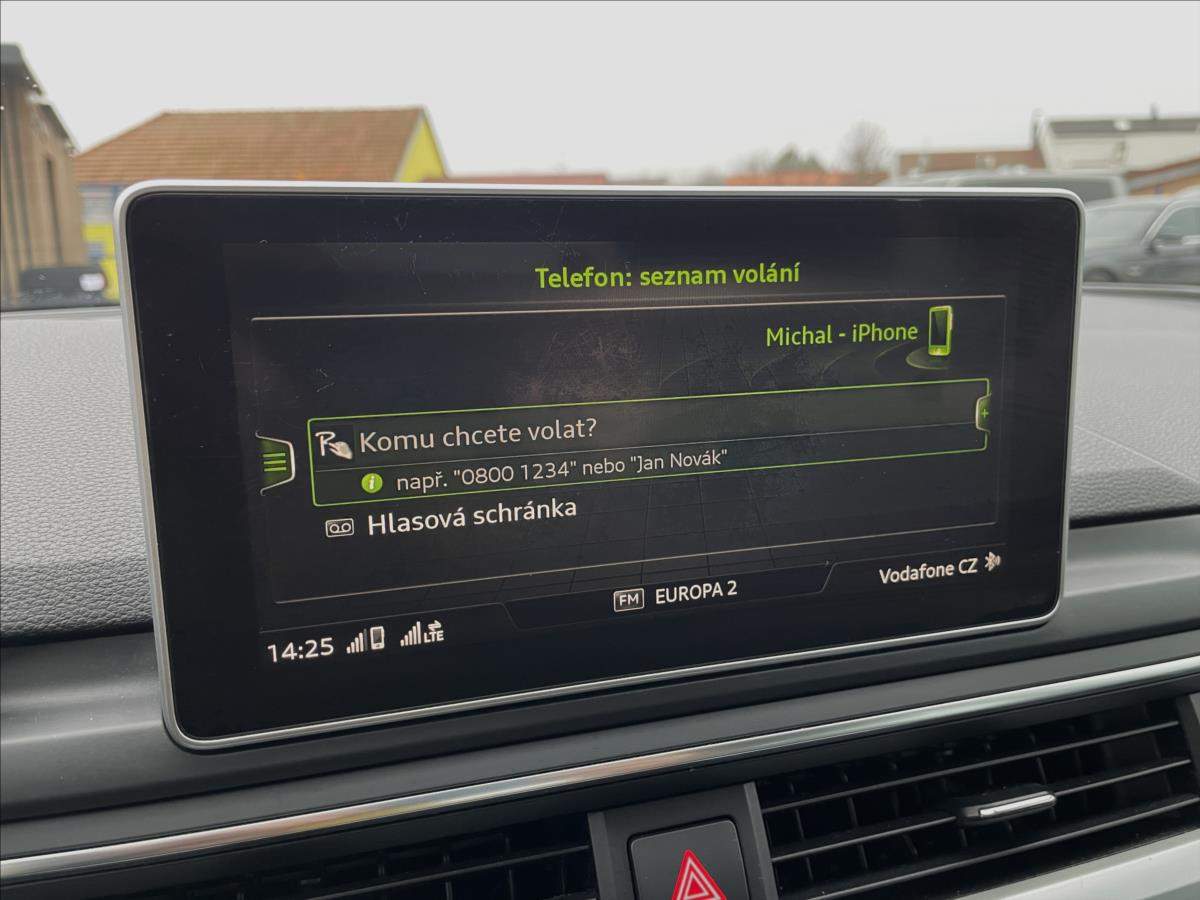 Telefon: seznam volání
Michal - iPhone
Komu chcete volat?
např. "0800 1234" nebo "Jan Novák"
Hlasová schránka
Vodafone CZ
FM EUROPA 2
14:25 LTE